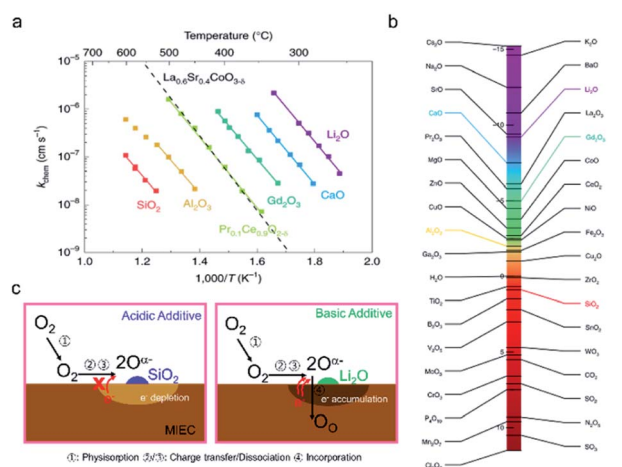 a
Temperature (°C)
700 600 500 400 300
La0.6Sr0.4CoO3-δ
10⁻⁵
10⁻⁶
10⁻⁷
10⁻⁸
10⁻⁹
kchem (cm s⁻¹)
Li2O
CaO
Gd2O3
Al2O3
SiO2
Pr0.1Ce0.9O2-δ
1.0 1.2 1.4 1.6 1.8 2.0
1,000/T (K⁻¹)
b
Cs2O
Na2O
SrO
CaO
Pr2O3
MgO
ZnO
CuO
Al2O3
Ga2O3
H2O
TiO2
B2O3
V2O5
MoO3
CrO3
P4O10
Mn2O7
Cl2O7
-15
-10
-5
0
5
10
K2O
BaO
Li2O
La2O3
Gd2O3
CoO
CeO2
NiO
Fe2O3
Cu2O
ZrO2
SiO2
SnO2
WO3
CO2
SO2
N2O5
SO3
c
Acidic Additive
O2
①
②③
O2
2Oα-
SiO2
e- depletion
MIEC
Basic Additive
O2
①
②③
O2
2Oα-
Li2O
④
e- accumulation
OO
①: Physisorption ②/③: Charge transfer/Dissociation ④: Incorporation